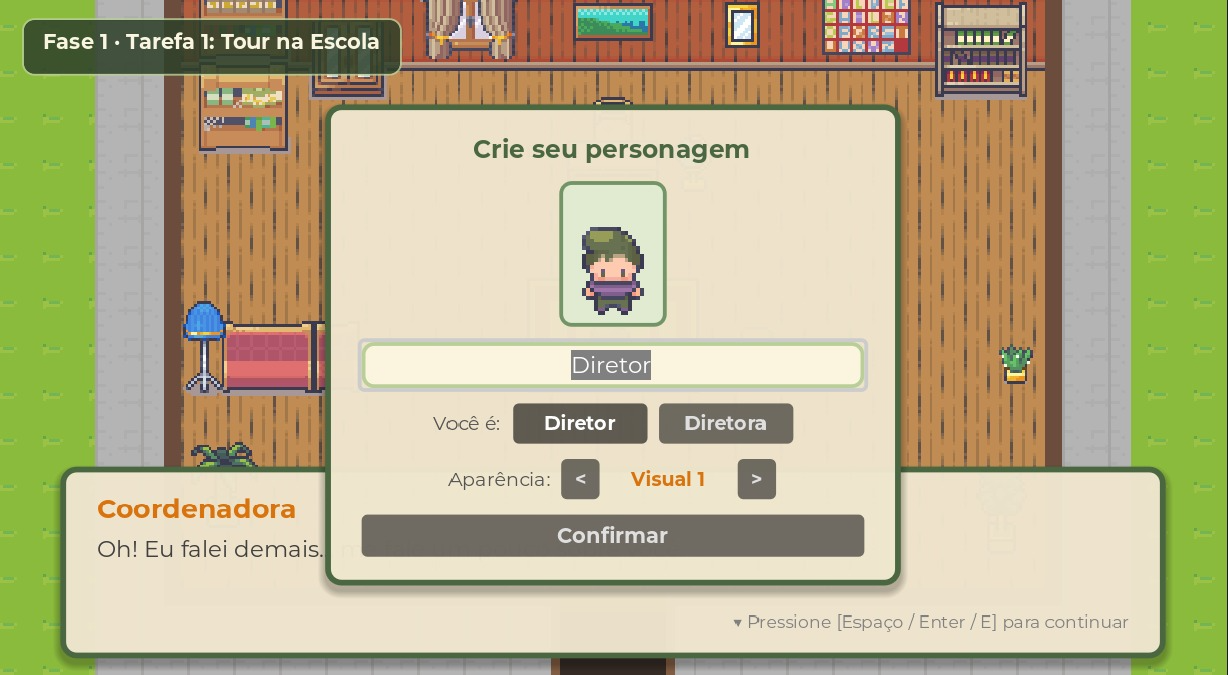 Fase 1 · Tarefa 1: Tour na Escola
Crie seu personagem
Diretor
Você é: Diretor Diretora
Aparência: < Visual 1 >
Confirmar
Coordenadora
Oh! Eu falei demais.
▾ Pressione [Espaço / Enter / E] para continuar